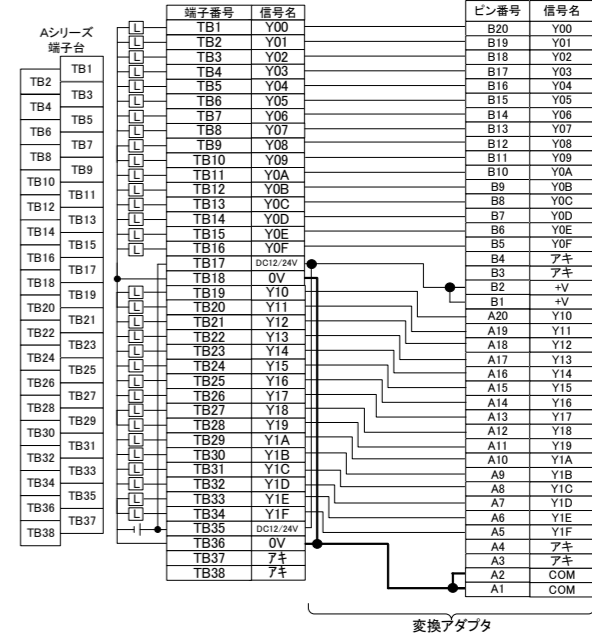 Aシリーズ
端子台
TB1
TB2
TB3
TB4
TB5
TB6
TB7
TB8
TB9
TB10
TB11
TB12
TB13
TB14
TB15
TB16
TB17
TB18
TB19
TB20
TB21
TB22
TB23
TB24
TB25
TB26
TB27
TB28
TB29
TB30
TB31
TB32
TB33
TB34
TB35
TB36
TB37
TB38
端子番号 信号名
L TB1 Y00
L TB2 Y01
L TB3 Y02
L TB4 Y03
L TB5 Y04
L TB6 Y05
L TB7 Y06
L TB8 Y07
L TB9 Y08
L TB10 Y09
L TB11 Y0A
L TB12 Y0B
L TB13 Y0C
L TB14 Y0D
L TB15 Y0E
L TB16 Y0F
TB17 DC12/24V
TB18 0V
L TB19 Y10
L TB20 Y11
L TB21 Y12
L TB22 Y13
L TB23 Y14
L TB24 Y15
L TB25 Y16
L TB26 Y17
L TB27 Y18
L TB28 Y19
L TB29 Y1A
L TB30 Y1B
L TB31 Y1C
L TB32 Y1D
L TB33 Y1E
L TB34 Y1F
TB35 DC12/24V
TB36 0V
TB37 アキ
TB38 アキ
ピン番号 信号名
B20 Y00
B19 Y01
B18 Y02
B17 Y03
B16 Y04
B15 Y05
B14 Y06
B13 Y07
B12 Y08
B11 Y09
B10 Y0A
B9 Y0B
B8 Y0C
B7 Y0D
B6 Y0E
B5 Y0F
B4 アキ
B3 アキ
B2 +V
B1 +V
A20 Y10
A19 Y11
A18 Y12
A17 Y13
A16 Y14
A15 Y15
A14 Y16
A13 Y17
A12 Y18
A11 Y19
A10 Y1A
A9 Y1B
A8 Y1C
A7 Y1D
A6 Y1E
A5 Y1F
A4 アキ
A3 アキ
A2 COM
A1 COM
変換アダプタ